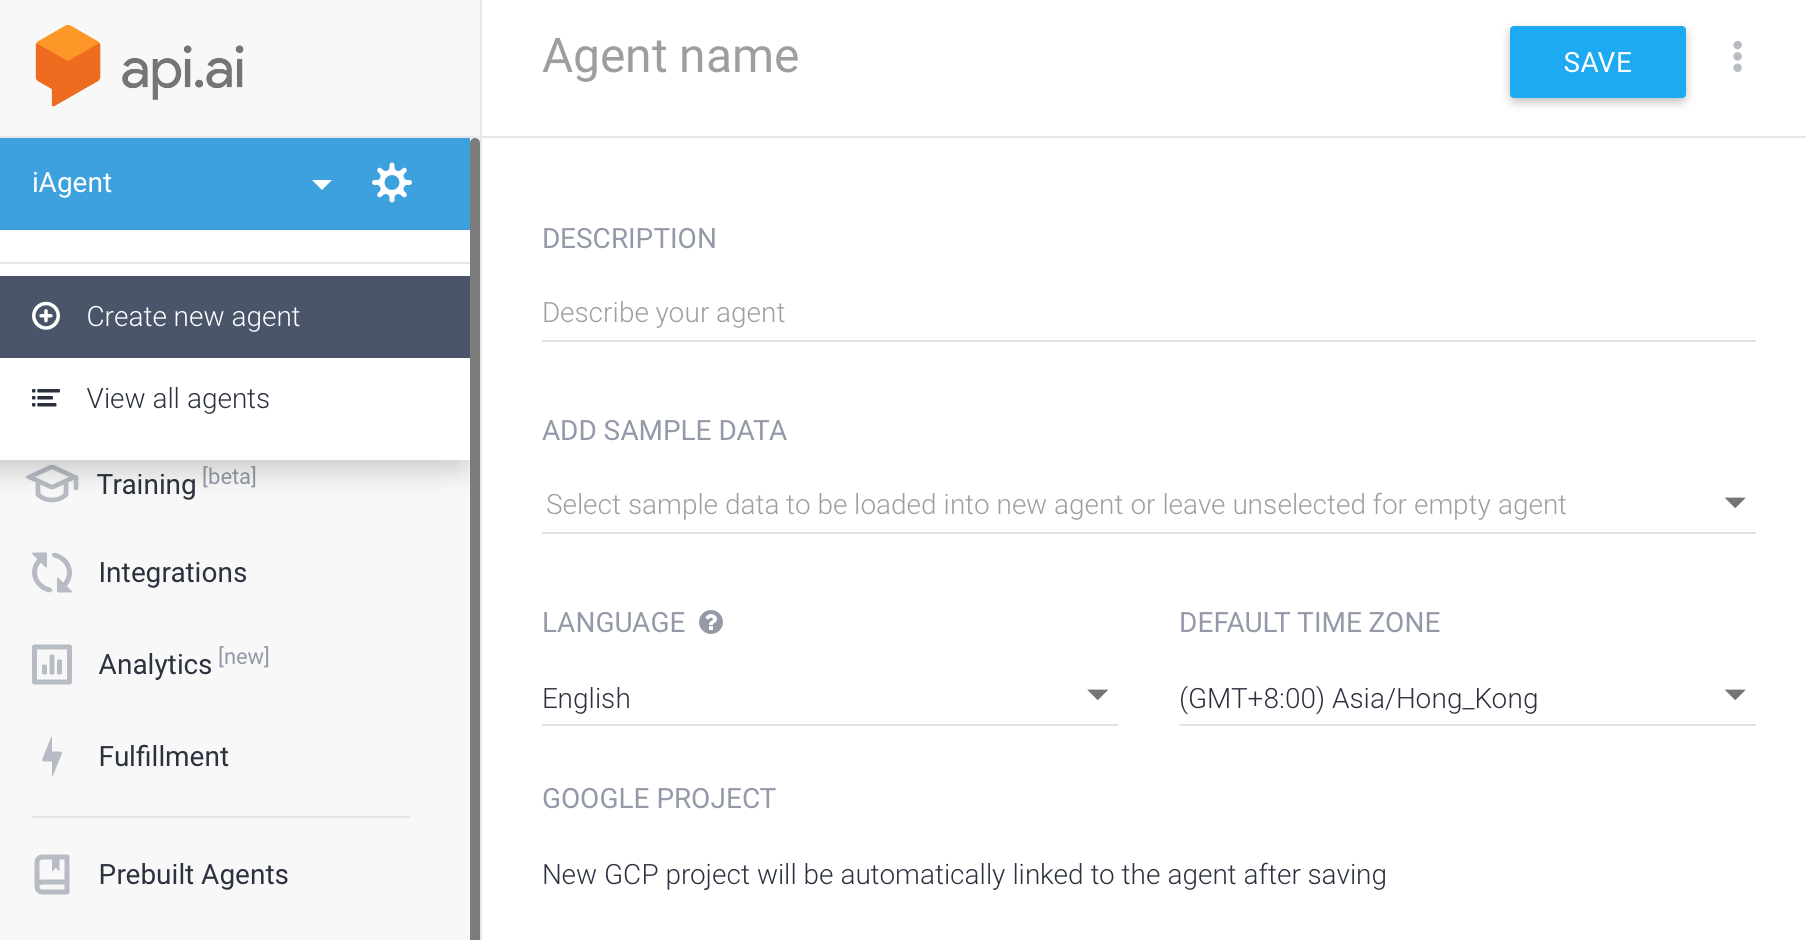 api.ai
iAgent
Create new agent
View all agents
Training [beta]
Integrations
Analytics [new]
Fulfillment
Prebuilt Agents
Agent name
SAVE
DESCRIPTION
Describe your agent
ADD SAMPLE DATA
Select sample data to be loaded into new agent or leave unselected for empty agent
LANGUAGE ?
English
DEFAULT TIME ZONE
(GMT+8:00) Asia/Hong_Kong
GOOGLE PROJECT
New GCP project will be automatically linked to the agent after saving